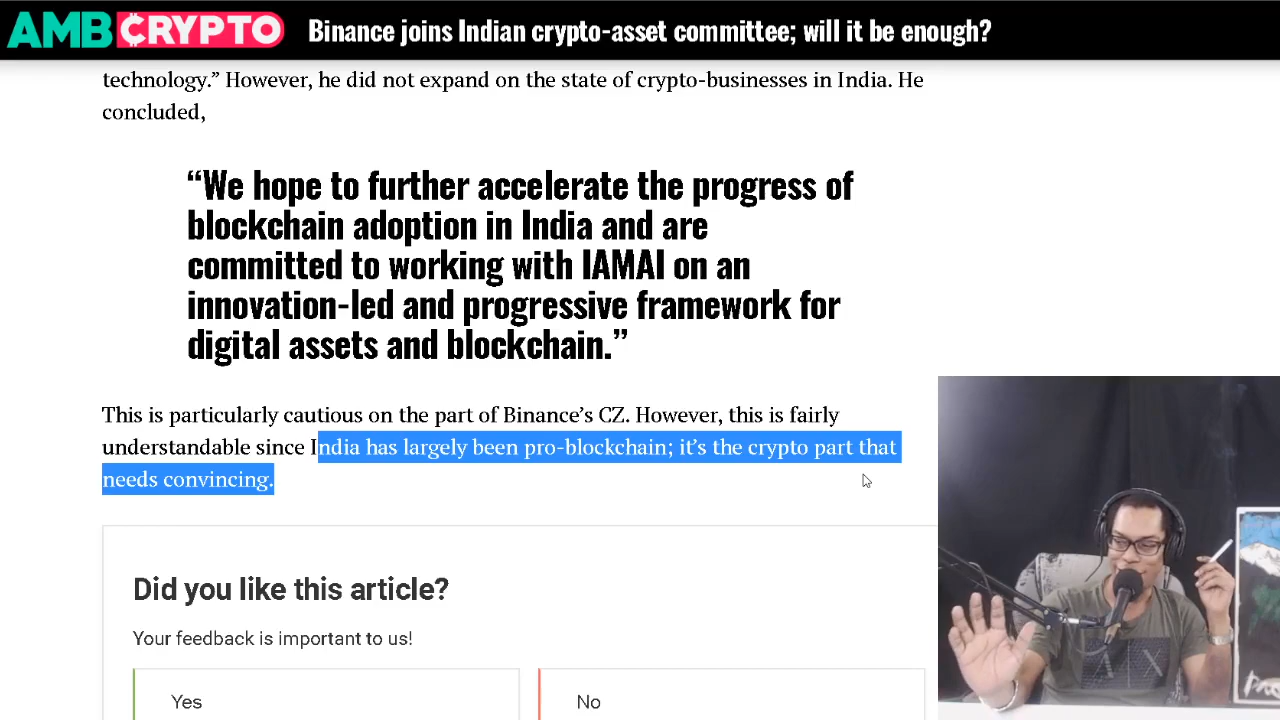 AMBCRYPTO
Binance joins Indian crypto-asset committee; will it be enough?
technology.” However, he did not expand on the state of crypto-businesses in India. He
concluded,
“We hope to further accelerate the progress of
blockchain adoption in India and are
committed to working with IAMAI on an
innovation-led and progressive framework for
digital assets and blockchain.”
This is particularly cautious on the part of Binance’s CZ. However, this is fairly
understandable since India has largely been pro-blockchain; it’s the crypto part that
needs convincing.
Did you like this article?
Your feedback is important to us!
Yes
No
AX